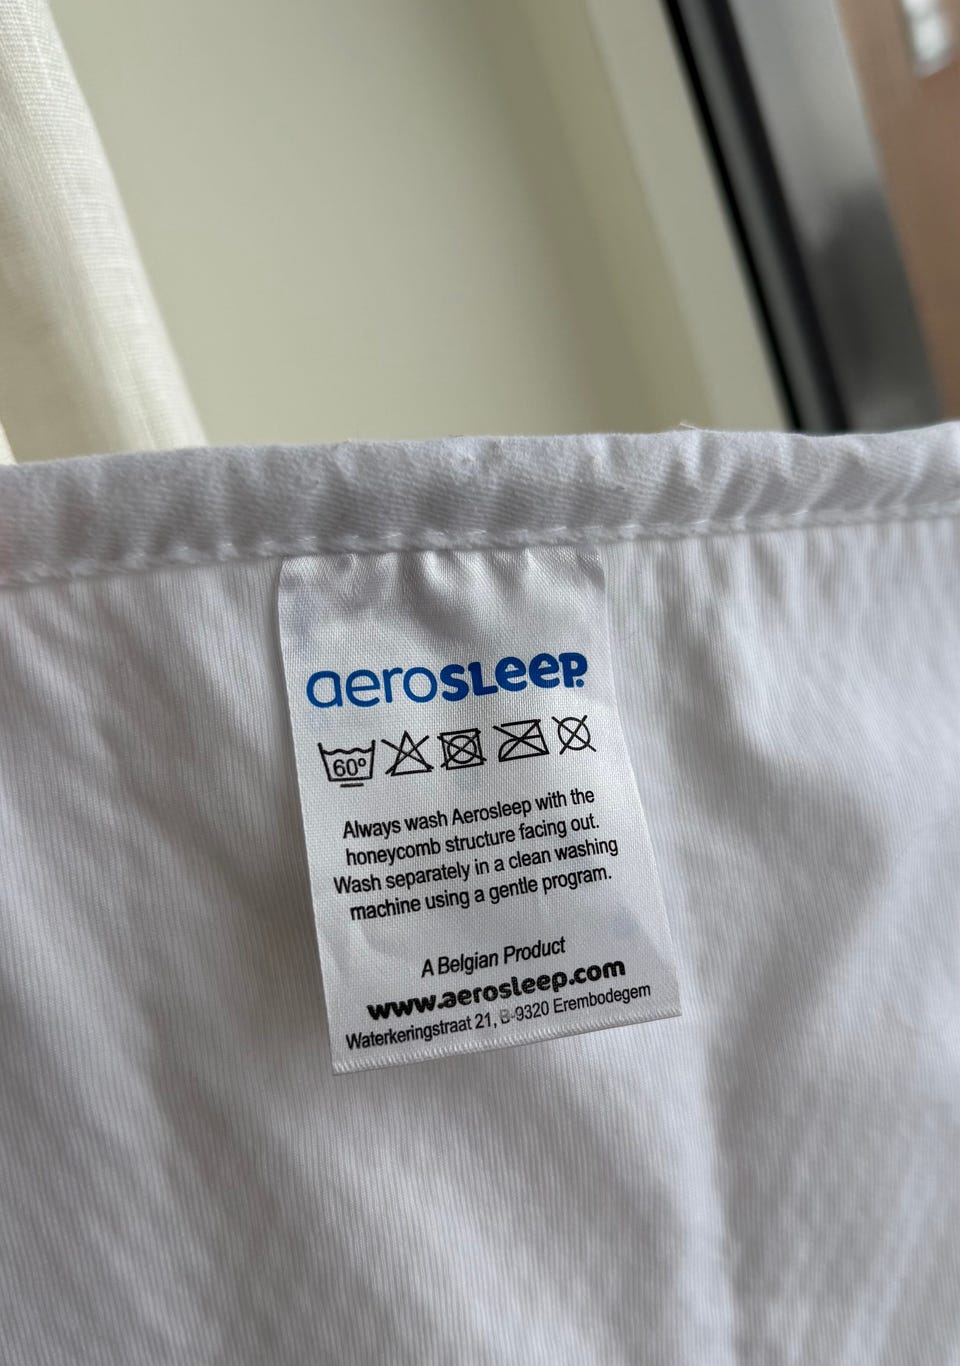 aerosleep
60°
Always wash Aerosleep with the
honeycomb structure facing out.
Wash separately in a clean washing
machine using a gentle program.
A Belgian Product
www.aerosleep.com
Waterkeringstraat 21, B-9320 Erembodegem